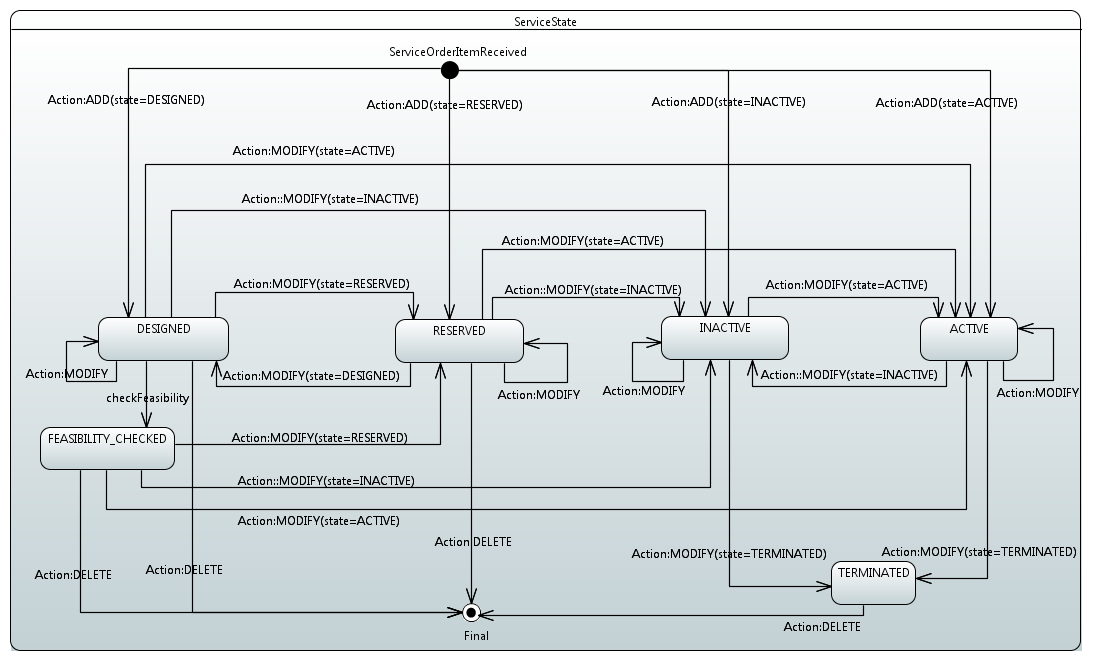 ServiceState
ServiceOrderItemReceived
Action:ADD(state=DESIGNED)
Action:ADD(state=RESERVED)
Action:ADD(state=INACTIVE)
Action:ADD(state=ACTIVE)
Action:MODIFY(state=ACTIVE)
Action::MODIFY(state=INACTIVE)
Action:MODIFY(state=ACTIVE)
Action:MODIFY(state=RESERVED)
Action::MODIFY(state=INACTIVE)
Action:MODIFY(state=ACTIVE)
DESIGNED
RESERVED
INACTIVE
ACTIVE
Action:MODIFY
Action:MODIFY(state=DESIGNED)
Action::MODIFY(state=INACTIVE)
Action:MODIFY
Action:MODIFY
Action:MODIFY
checkFeasibility
FEASIBILITY_CHECKED
Action:MODIFY(state=RESERVED)
Action::MODIFY(state=INACTIVE)
Action:MODIFY(state=ACTIVE)
Action:DELETE
Action:MODIFY(state=TERMINATED)
Action:MODIFY(state=TERMINATED)
Action:DELETE
Action:DELETE
TERMINATED
Action:DELETE
Final